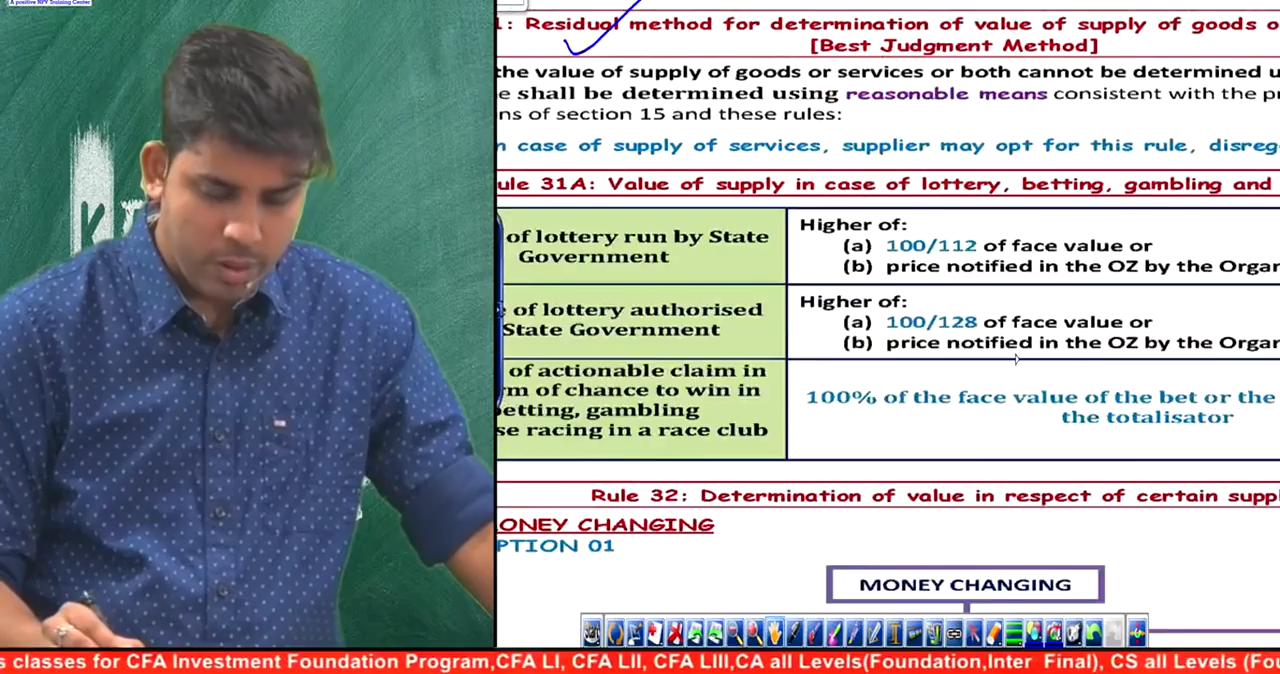 A positive NPV Training Center
1: Residual method for determination of value of supply of goods o
[Best Judgment Method]
the value of supply of goods or services or both cannot be determined u
e shall be determined using reasonable means consistent with the pr
ns of section 15 and these rules:
n case of supply of services, supplier may opt for this rule, disreg
ule 31A: Value of supply in case of lottery, betting, gambling and
of lottery run by State
Government
Higher of:
(a) 100/112 of face value or
(b) price notified in the OZ by the Organ
e of lottery authorised
State Government
Higher of:
(a) 100/128 of face value or
(b) price notified in the OZ by the Organ
of actionable claim in
rm of chance to win in
betting, gambling
se racing in a race club
100% of the face value of the bet or the
the totalisator
Rule 32: Determination of value in respect of certain suppl
ONEY CHANGING
PTION 01
MONEY CHANGING
s classes for CFA Investment Foundation Program,CFA LI, CFA LII, CFA LIII,CA all Levels(Foundation,Inter Final), CS all Levels (Fou